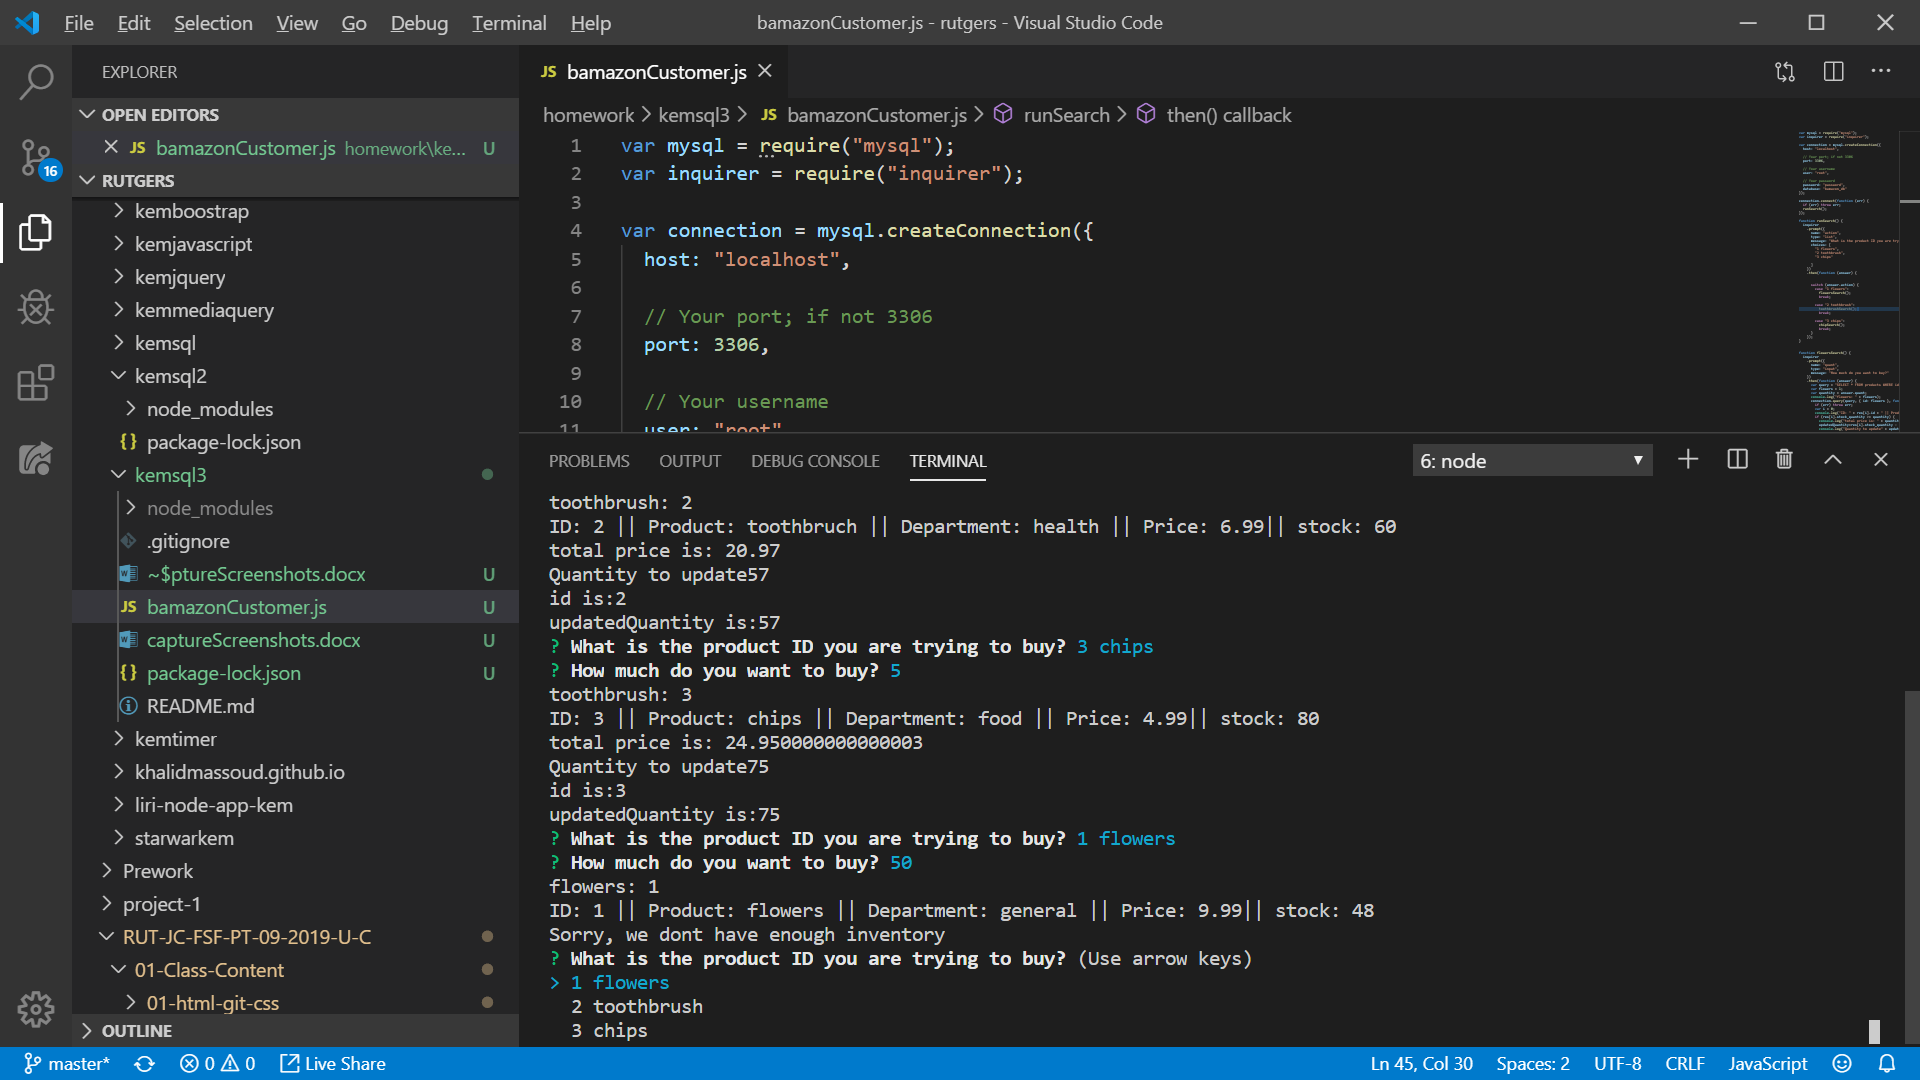 File Edit Selection View Go Debug Terminal Help
bamazonCustomer.js - rutgers - Visual Studio Code
EXPLORER
OPEN EDITORS
JS bamazonCustomer.js homework\ke... U
16
RUTGERS
kemboostrap
kemjavascript
kemjquery
kemmediaquery
kemsql
kemsql2
node_modules
{} package-lock.json
kemsql3
node_modules
.gitignore
~$ptureScreenshots.docx U
JS bamazonCustomer.js U
captureScreenshots.docx U
{} package-lock.json U
README.md
kemtimer
khalidmassoud.github.io
liri-node-app-kem
starwarkem
Prework
project-1
RUT-JC-FSF-PT-09-2019-U-C
01-Class-Content
01-html-git-css
OUTLINE
JS bamazonCustomer.js
homework > kemsql3 > JS bamazonCustomer.js > runSearch > then() callback
1 var mysql = require("mysql");
2 var inquirer = require("inquirer");
3
4 var connection = mysql.createConnection({
5 host: "localhost",
6
7 // Your port; if not 3306
8 port: 3306,
9
10 // Your username
11 user: "root"
PROBLEMS OUTPUT DEBUG CONSOLE TERMINAL
6: node
toothbrush: 2
ID: 2 || Product: toothbruch || Department: health || Price: 6.99|| stock: 60
total price is: 20.97
Quantity to update57
id is:2
updatedQuantity is:57
? What is the product ID you are trying to buy? 3 chips
? How much do you want to buy? 5
toothbrush: 3
ID: 3 || Product: chips || Department: food || Price: 4.99|| stock: 80
total price is: 24.950000000000003
Quantity to update75
id is:3
updatedQuantity is:75
? What is the product ID you are trying to buy? 1 flowers
? How much do you want to buy? 50
flowers: 1
ID: 1 || Product: flowers || Department: general || Price: 9.99|| stock: 48
Sorry, we dont have enough inventory
? What is the product ID you are trying to buy? (Use arrow keys)
> 1 flowers
2 toothbrush
3 chips
master* 0 0 Live Share
Ln 45, Col 30 Spaces: 2 UTF-8 CRLF JavaScript